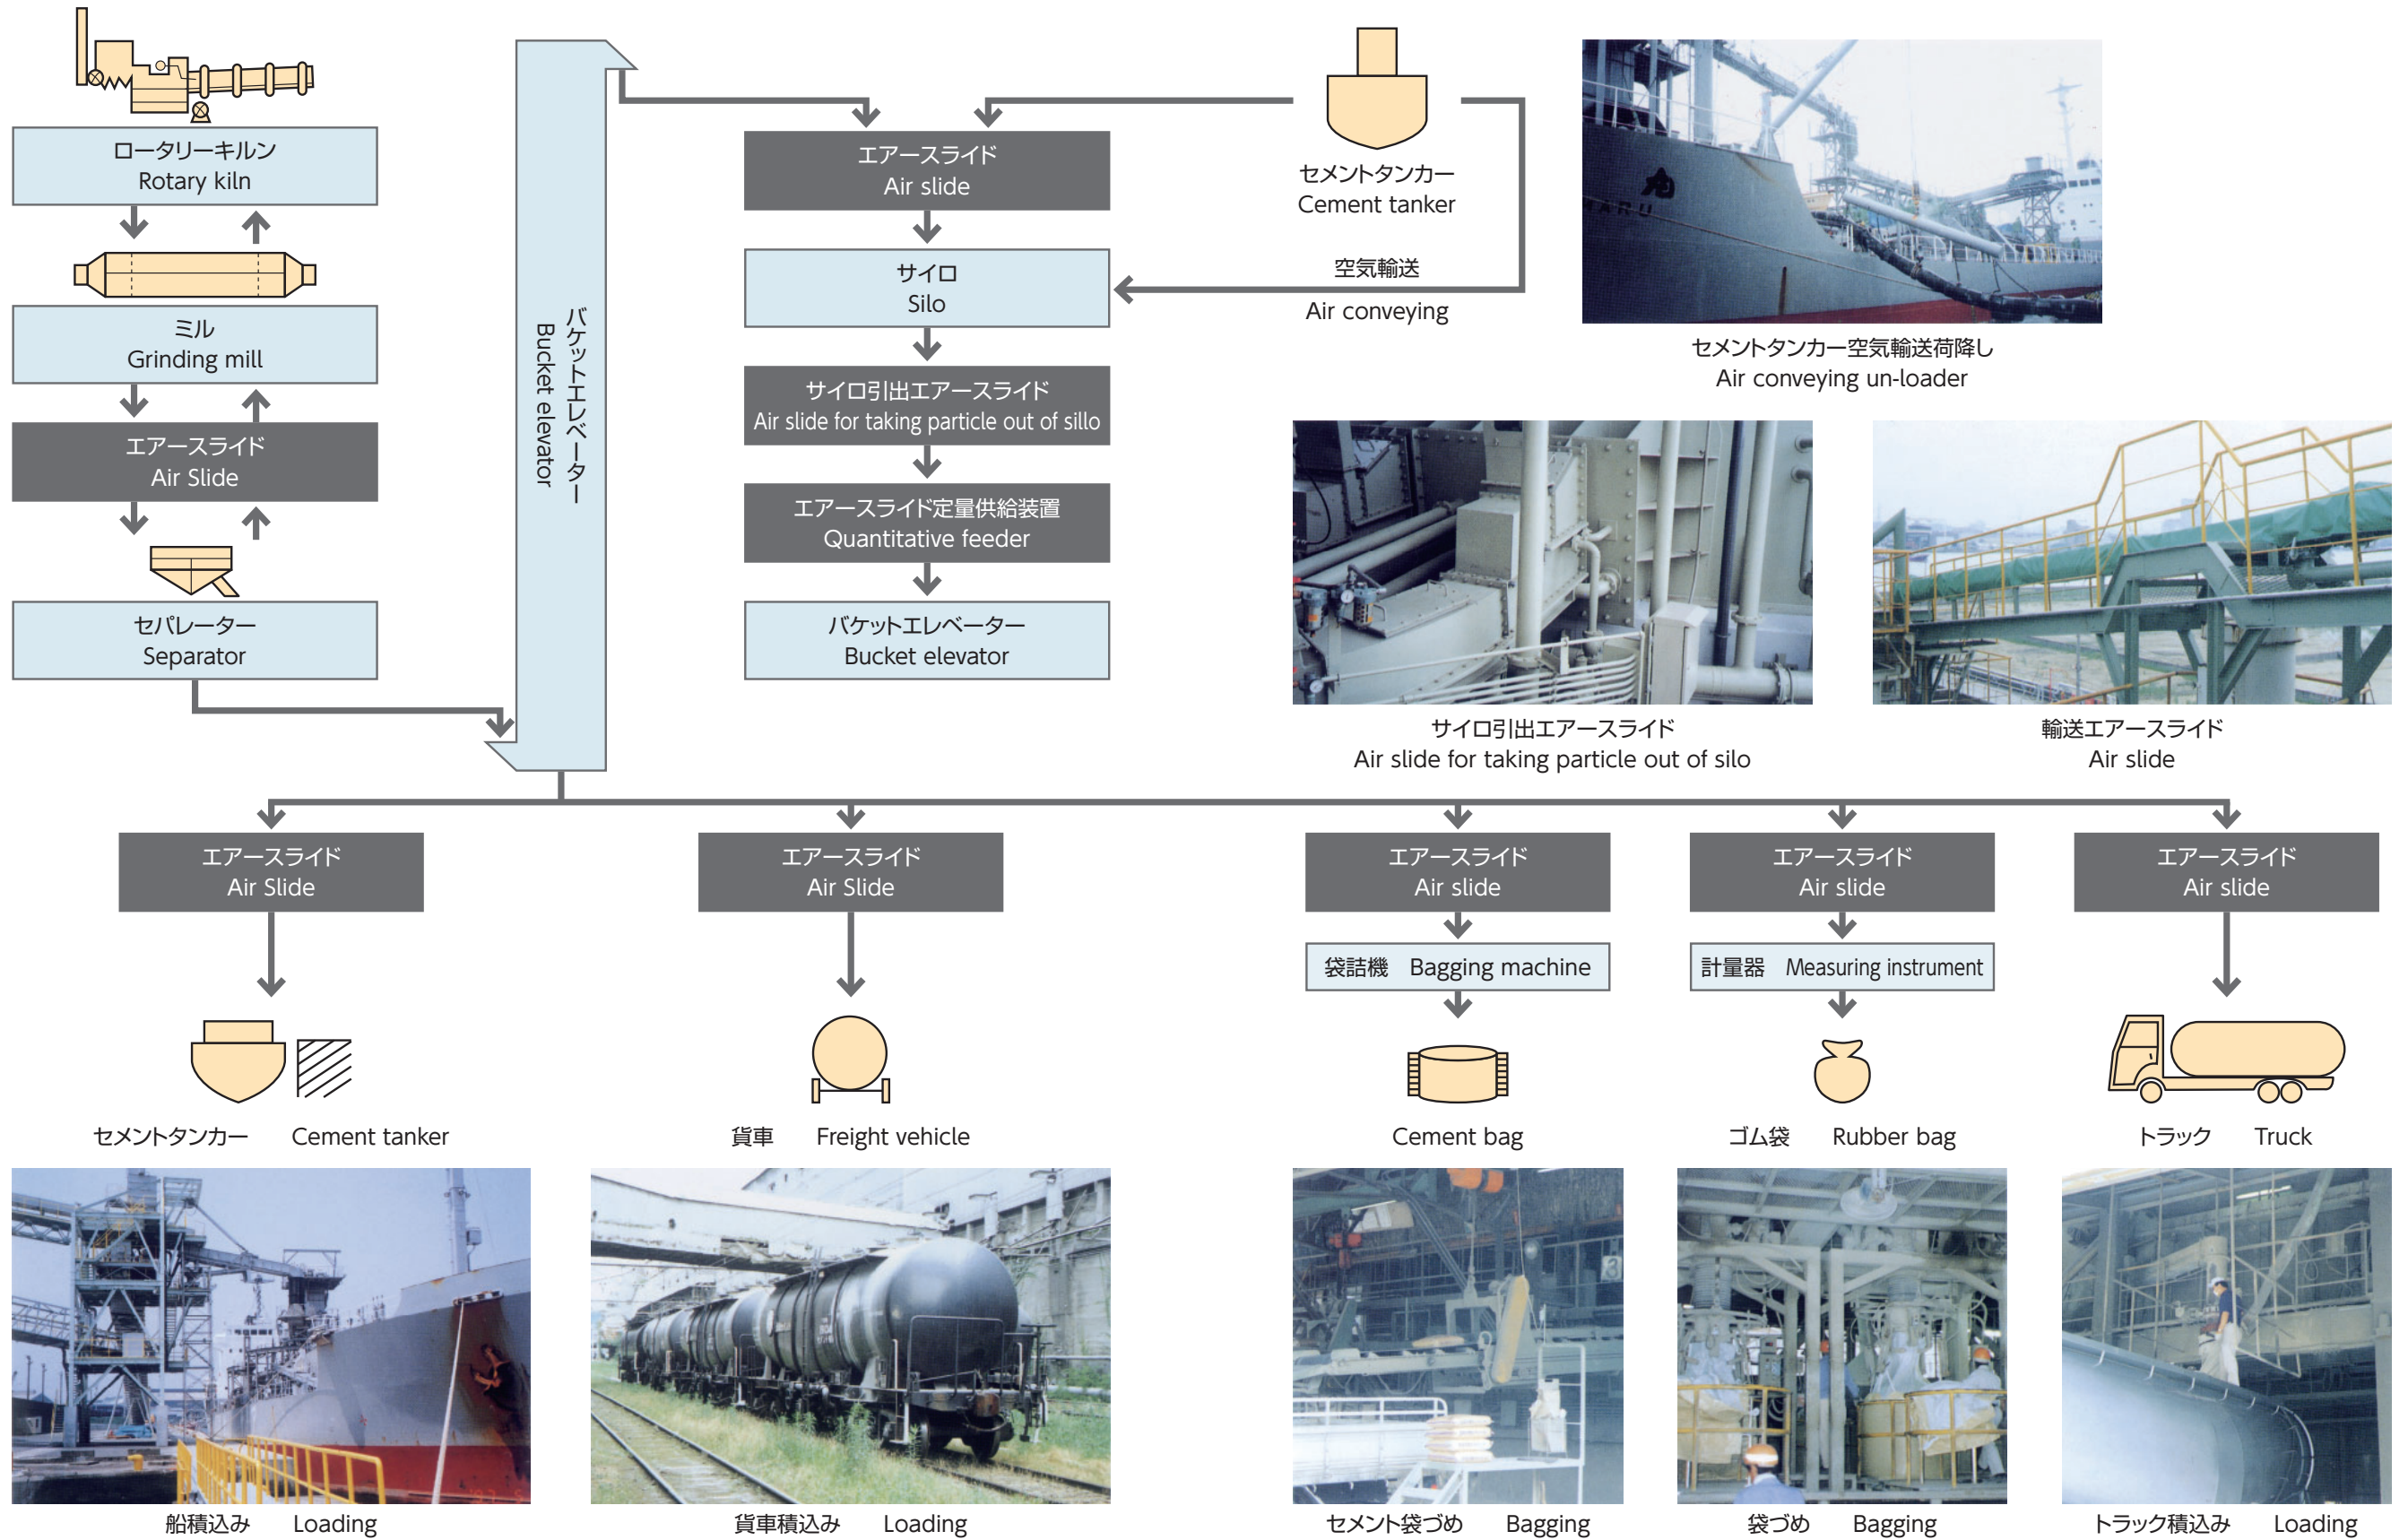 ロータリーキルン
Rotary kiln
ミル
Grinding mill
エアースライド
Air Slide
セパレーター
Separator
バケットエレベーター
Bucket elevator
エアースライド
Air slide
サイロ
Silo
サイロ引出エアースライド
Air slide for taking particle out of sillo
エアースライド定量供給装置
Quantitative feeder
バケットエレベーター
Bucket elevator
セメントタンカー
Cement tanker
空気輸送
Air conveying
MARU
セメントタンカー空気輸送荷降し
Air conveying un-loader
サイロ引出エアースライド
Air slide for taking particle out of silo
輸送エアースライド
Air slide
エアースライド
Air Slide
エアースライド
Air Slide
エアースライド
Air slide
エアースライド
Air slide
エアースライド
Air slide
袋詰機 Bagging machine
計量器 Measuring instrument
セメントタンカー Cement tanker
貨車 Freight vehicle
Cement bag
ゴム袋 Rubber bag
トラック Truck
3
船積込み Loading
貨車積込み Loading
セメント袋づめ Bagging
袋づめ Bagging
トラック積込み Loading